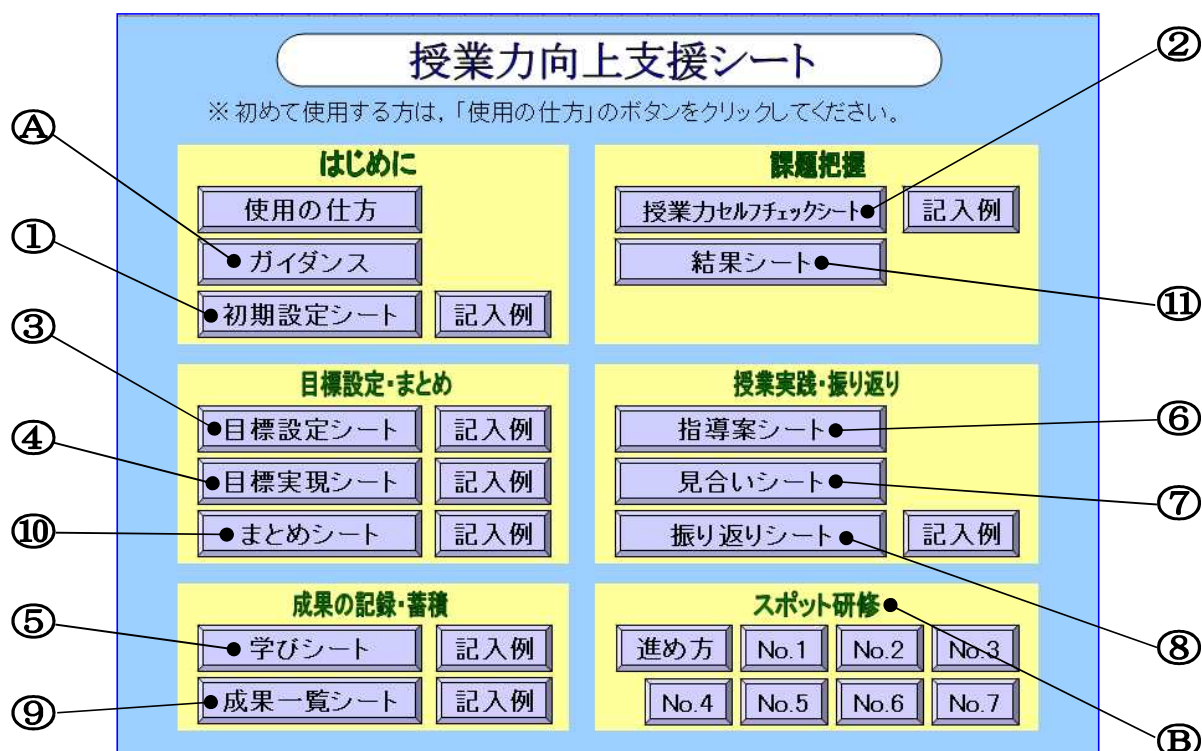 授業力向上支援シート
※初めて使用する方は，「使用の仕方」のボタンをクリックしてください。
はじめに
使用の仕方
Ⓐ ガイダンス
① 初期設定シート 記入例
課題把握
授業力セルフチェックシート 記入例 ②
結果シート ⑪
目標設定・まとめ
③ 目標設定シート 記入例
④ 目標実現シート 記入例
⑩ まとめシート 記入例
授業実践・振り返り
指導案シート ⑥
見合いシート ⑦
振り返りシート 記入例 ⑧
成果の記録・蓄積
⑤ 学びシート 記入例
⑨ 成果一覧シート 記入例
スポット研修 Ⓑ
進め方 No.1 No.2 No.3
No.4 No.5 No.6 No.7